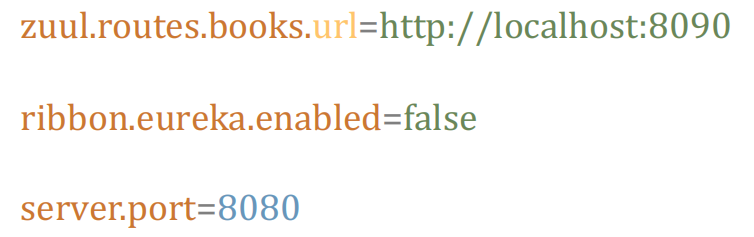 zuul.routes.books.url=http://localhost:8090
ribbon.eureka.enabled=false
server.port=8080